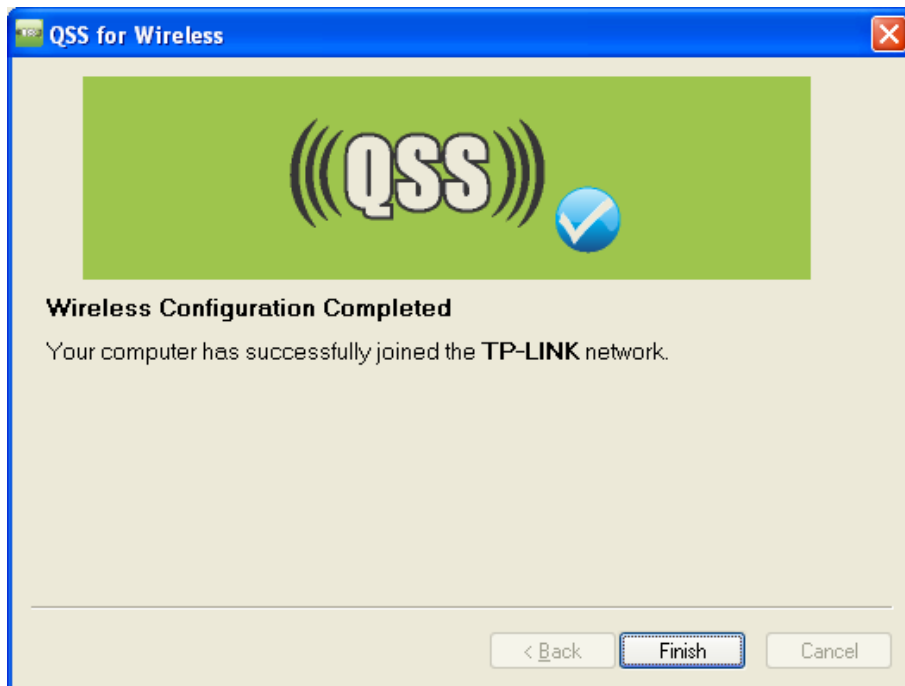 QSS for Wireless
(((QSS)))
Wireless Configuration Completed
Your computer has successfully joined the TP-LINK network.
< Back
Finish
Cancel